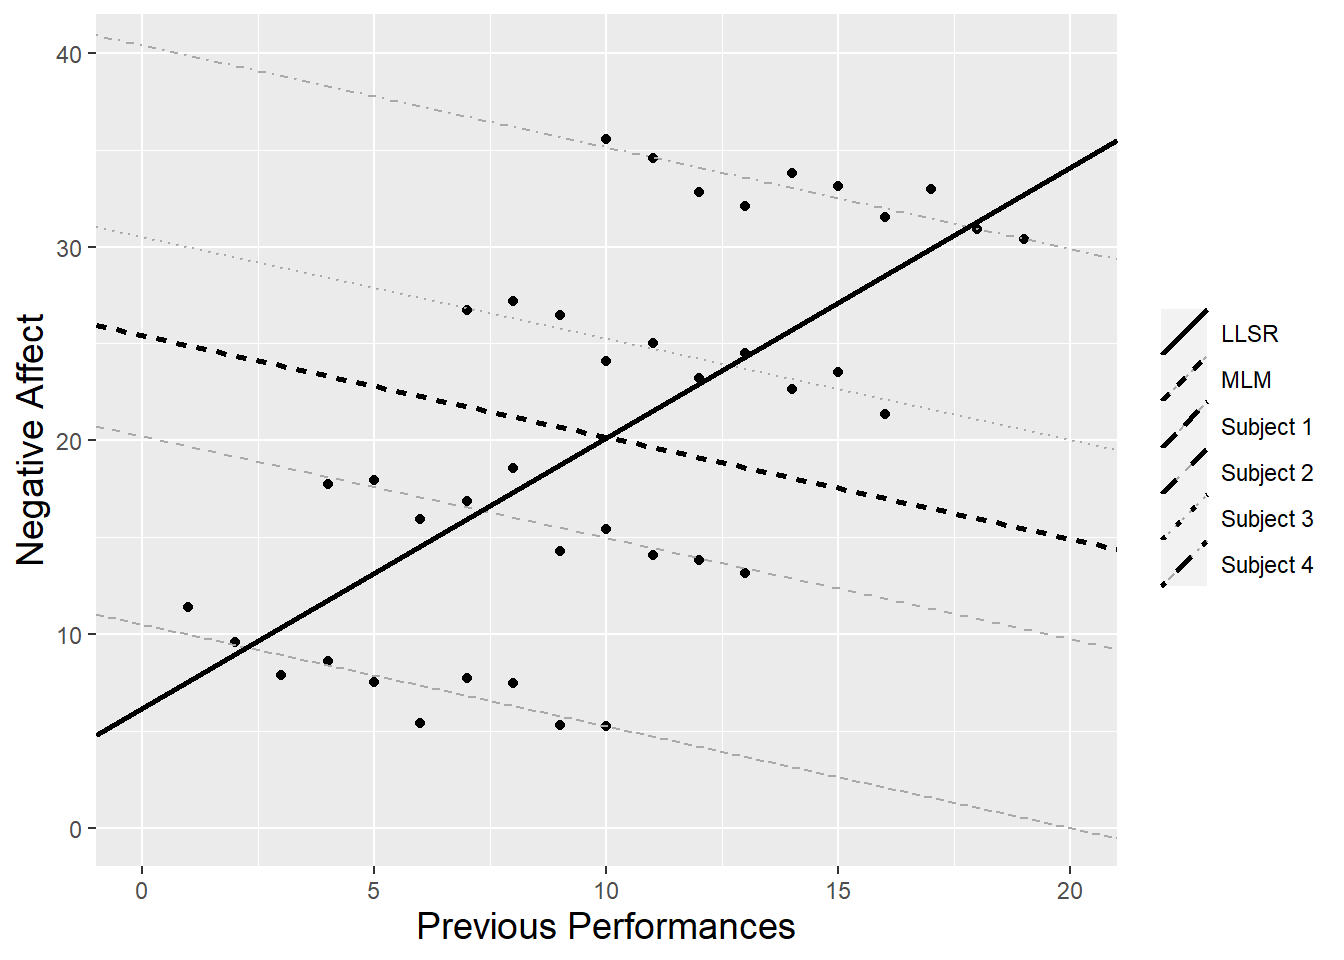 Negative Affect
40
30
20
10
0
0 5 10 15 20
Previous Performances
LLSR
MLM
Subject 1
Subject 2
Subject 3
Subject 4